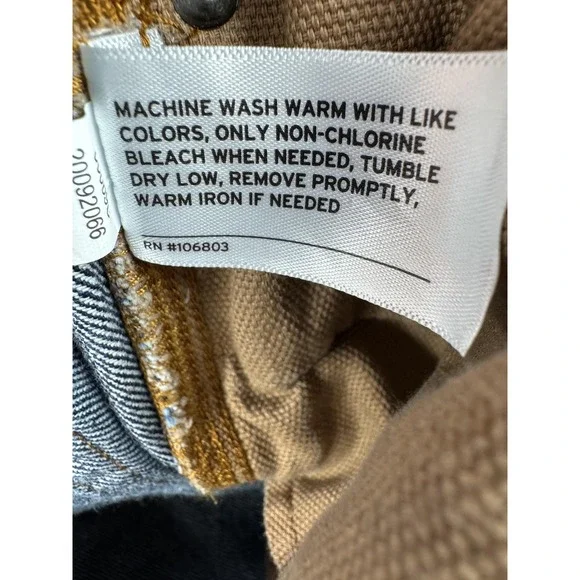 MACHINE WASH WARM WITH LIKE
COLORS, ONLY NON-CHLORINE
BLEACH WHEN NEEDED, TUMBLE
DRY LOW, REMOVE PROMPTLY,
WARM IRON IF NEEDED
RN #106803
20092066